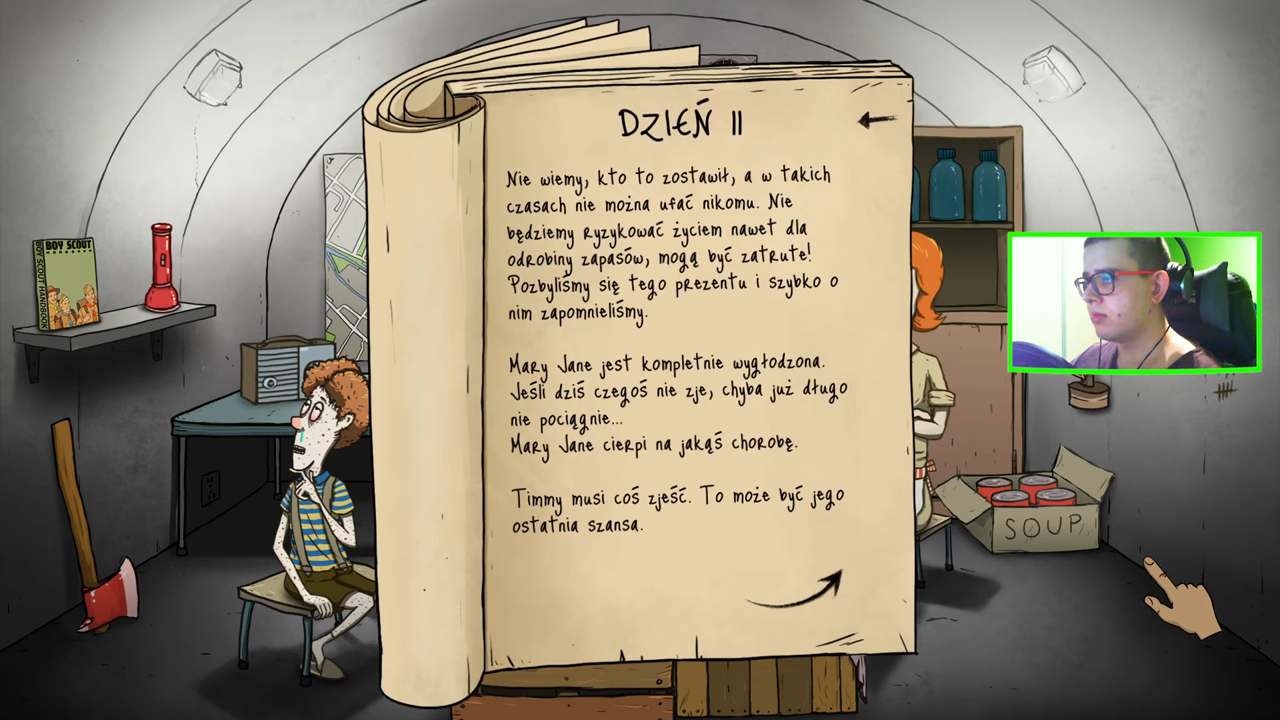 DZIEŃ 11
Nie wiemy, kto to zostawił, a w takich
czasach nie można ufać nikomu. Nie
będziemy ryzykować życiem nawet dla
odrobiny zapasów, mogą być zatrute!
Pozbyliśmy się tego prezentu i szybko o
nim zapomnieliśmy.
Mary Jane jest kompletnie wygłodzona.
Jeśli dziś czegoś nie zje, chyba już długo
nie pociągnie...
Mary Jane cierpi na jakąś chorobę.
Timmy musi coś zjeść. To może być jego
ostatnia szansa.
BOY SCOUT
BOY SCOUT HANDBOOK
SOUP